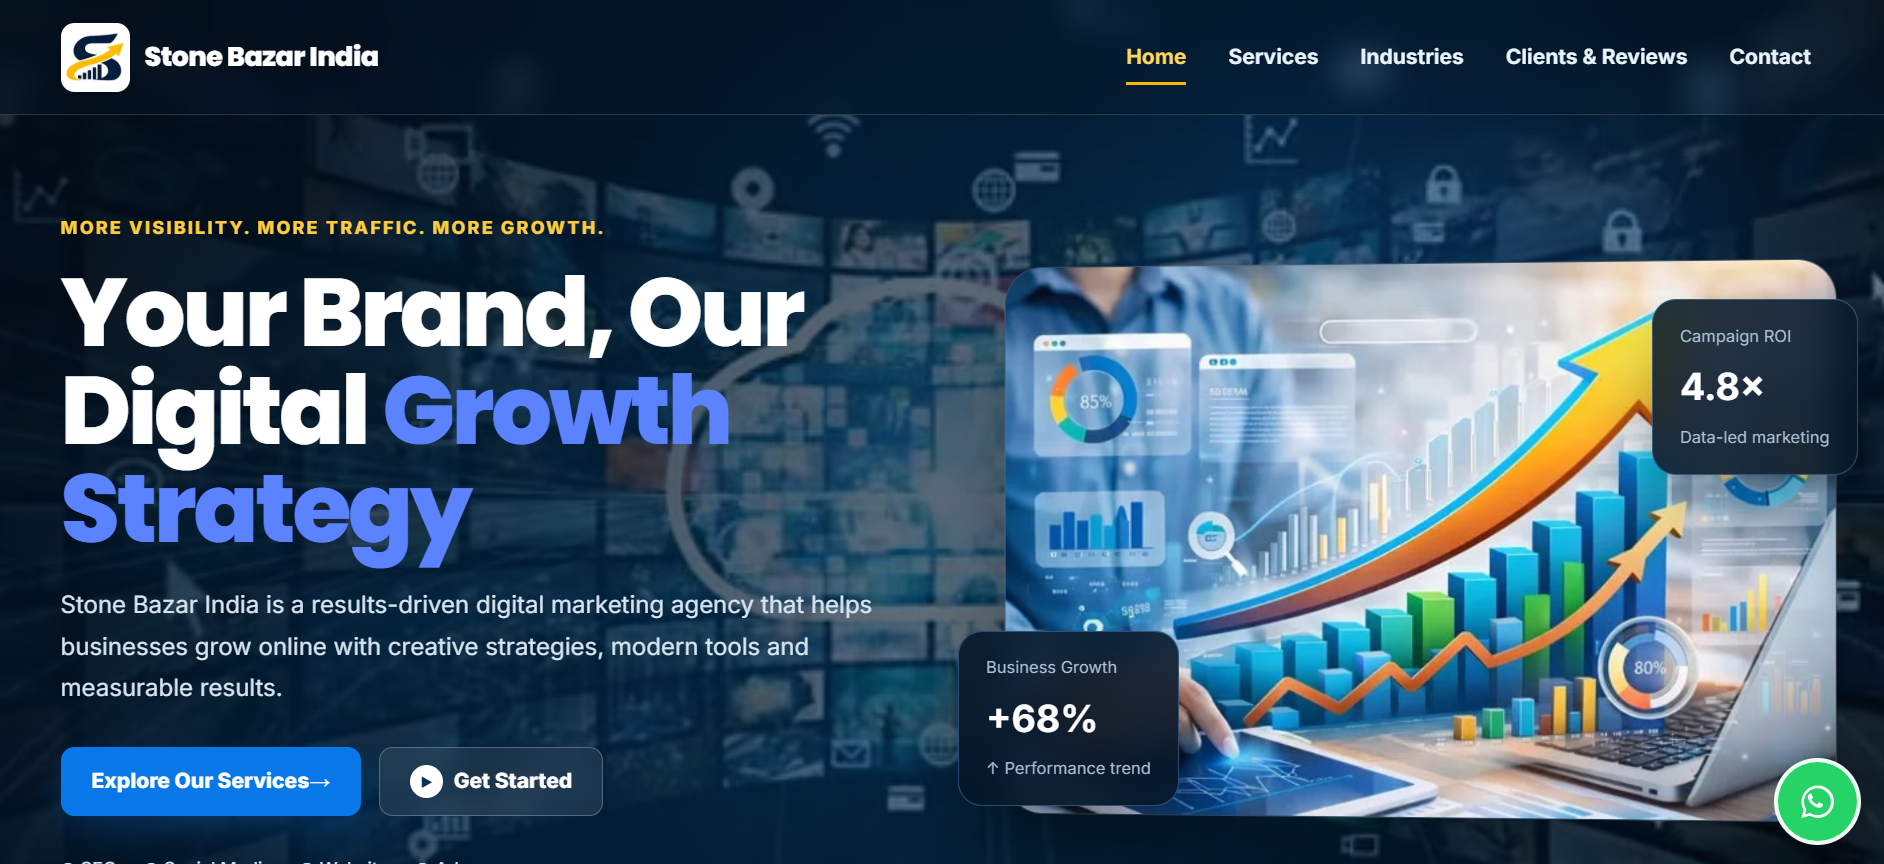 Stone Bazar India
Home
Services
Industries
Clients & Reviews
Contact
MORE VISIBILITY. MORE TRAFFIC. MORE GROWTH.
Your Brand, Our
Digital Growth
Strategy
Stone Bazar India is a results-driven digital marketing agency that helps
businesses grow online with creative strategies, modern tools and
measurable results.
Explore Our Services→
Get Started
Campaign ROI
4.8×
Data-led marketing
85%
80%
Business Growth
+68%
↑ Performance trend